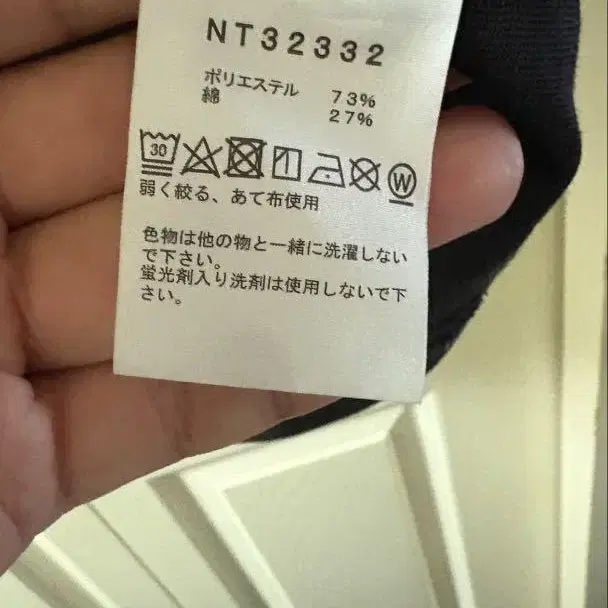 NT32332
ポリエステル 73%
綿 27%
30 W
弱く絞る、あて布使用
色物は他の物と一緒に洗濯しない
で下さい。
蛍光剤入り洗剤は使用しないで下
さい。